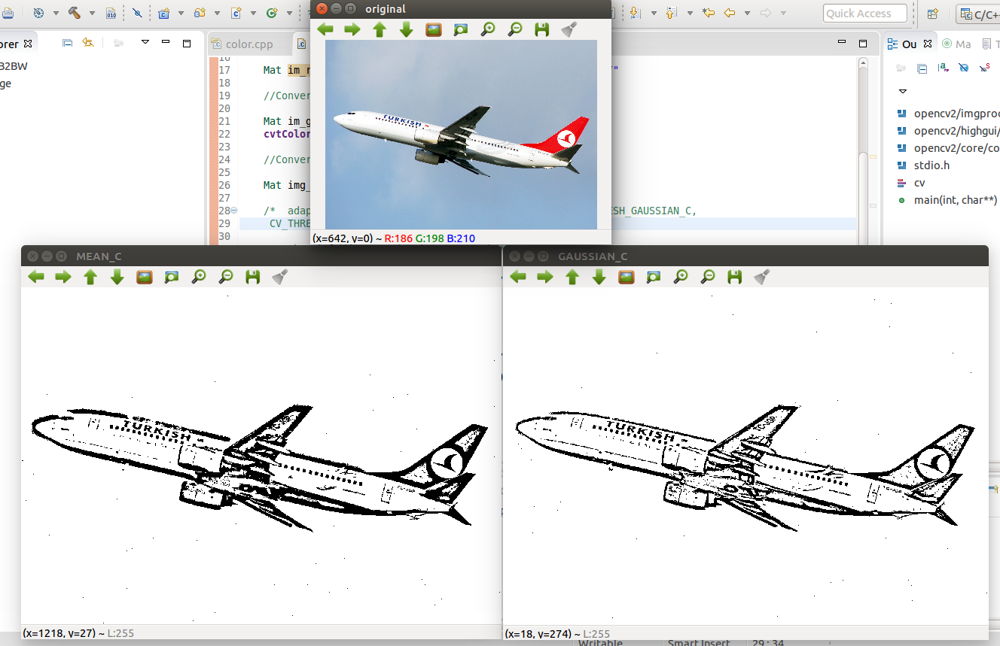 original
Quick Access
C/C+
orer
color.cpp
Ou
Ma
B2BW
ge
16
17 Mat im_r "
18
19 //Conver
20
21 Mat im_g
22 cvtColor
23
24 //Conver
25
26 Mat img_
27
28 /* adap ESH_GAUSSIAN_C,
29 CV_THRE
30
TURKISH
(x=642, y=0) ~ R:186 G:198 B:210
opencv2/imgproc
opencv2/highgui/
opencv2/core/co
stdio.h
cv
main(int, char**)
MEAN_C
GAUSSIAN_C
TURKISH
TURKISH
(x=1218, y=27) ~ L:255
(x=18, y=274) ~ L:255
Writable
Smart Insert
29 : 34